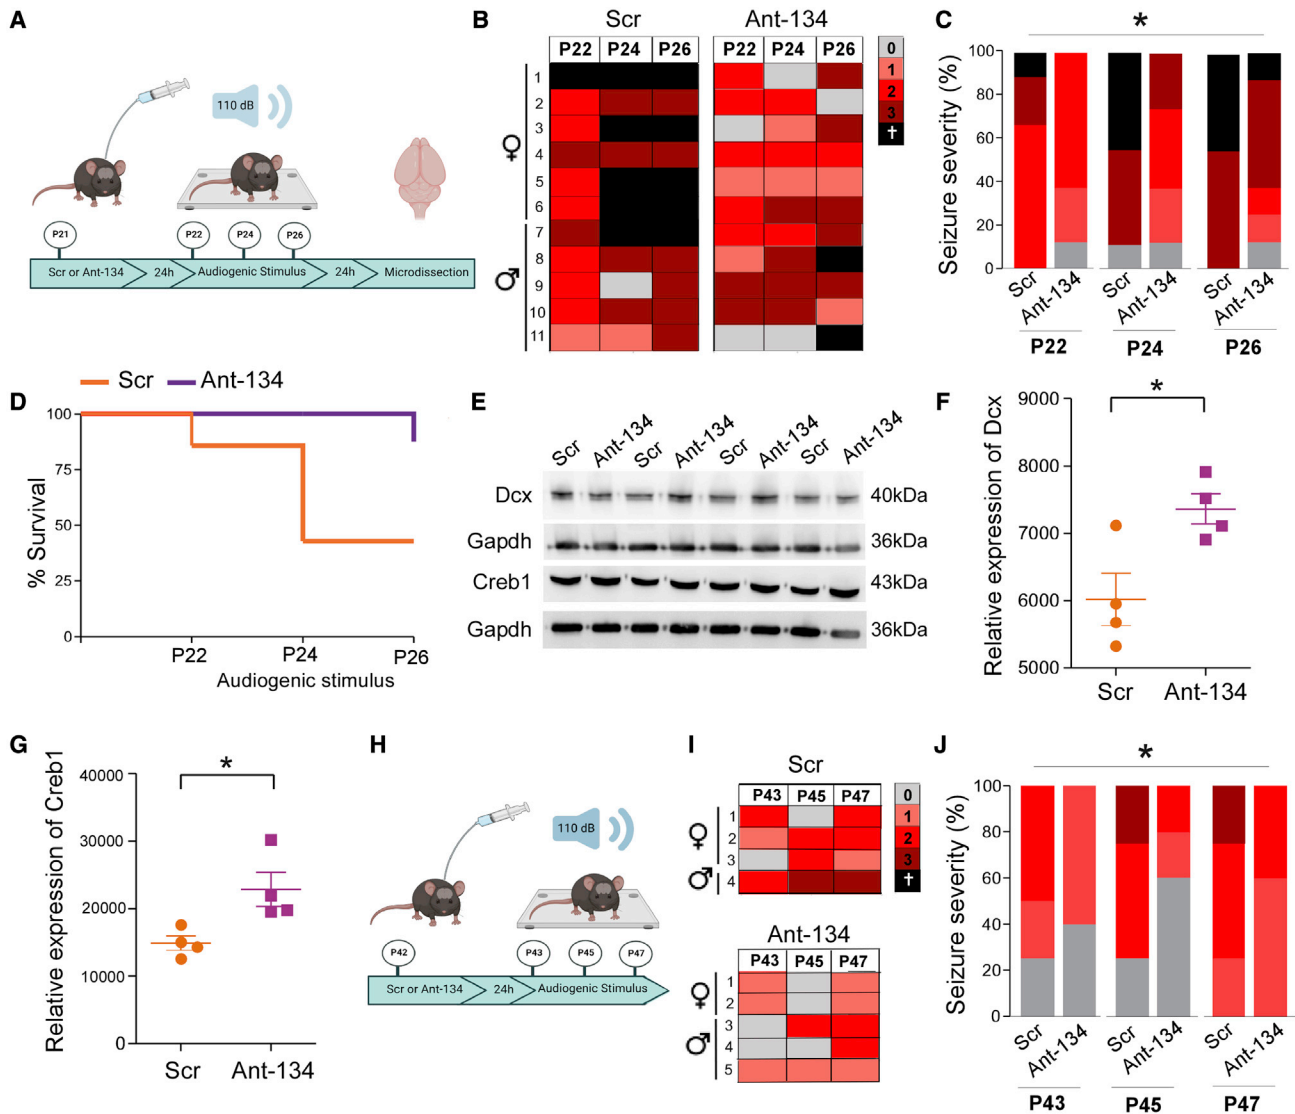 A
110 dB
P21
P22
P24
P26
Scr or Ant-134
24h
Audiogenic Stimulus
24h
Microdissection
B
Scr
Ant-134
P22 P24 P26
P22 P24 P26
♀
♂
1
2
3
4
5
6
7
8
9
10
11
0
1
2
3
†
C
*
Seizure severity (%)
100
80
60
40
20
0
Scr
Ant-134
Scr
Ant-134
Scr
Ant-134
P22
P24
P26
Scr
Ant-134
D
% Survival
100
75
50
25
0
P22
P24
P26
Audiogenic stimulus
E
Scr
Ant-134
Scr
Ant-134
Scr
Ant-134
Scr
Ant-134
Dcx
40kDa
Gapdh
36kDa
Creb1
43kDa
Gapdh
36kDa
F
*
Relative expression of Dcx
9000
8000
7000
6000
5000
Scr
Ant-134
G
*
Relative expression of Creb1
40000
30000
20000
10000
0
Scr
Ant-134
H
110 dB
P42
P43
P45
P47
Scr or Ant-134
24h
Audiogenic Stimulus
I
Scr
P43 P45 P47
♀
♂
1
2
3
4
0
1
2
3
†
Ant-134
P43 P45 P47
♀
♂
1
2
3
4
5
J
*
Seizure severity (%)
100
80
60
40
20
0
Scr
Ant-134
Scr
Ant-134
Scr
Ant-134
P43
P45
P47